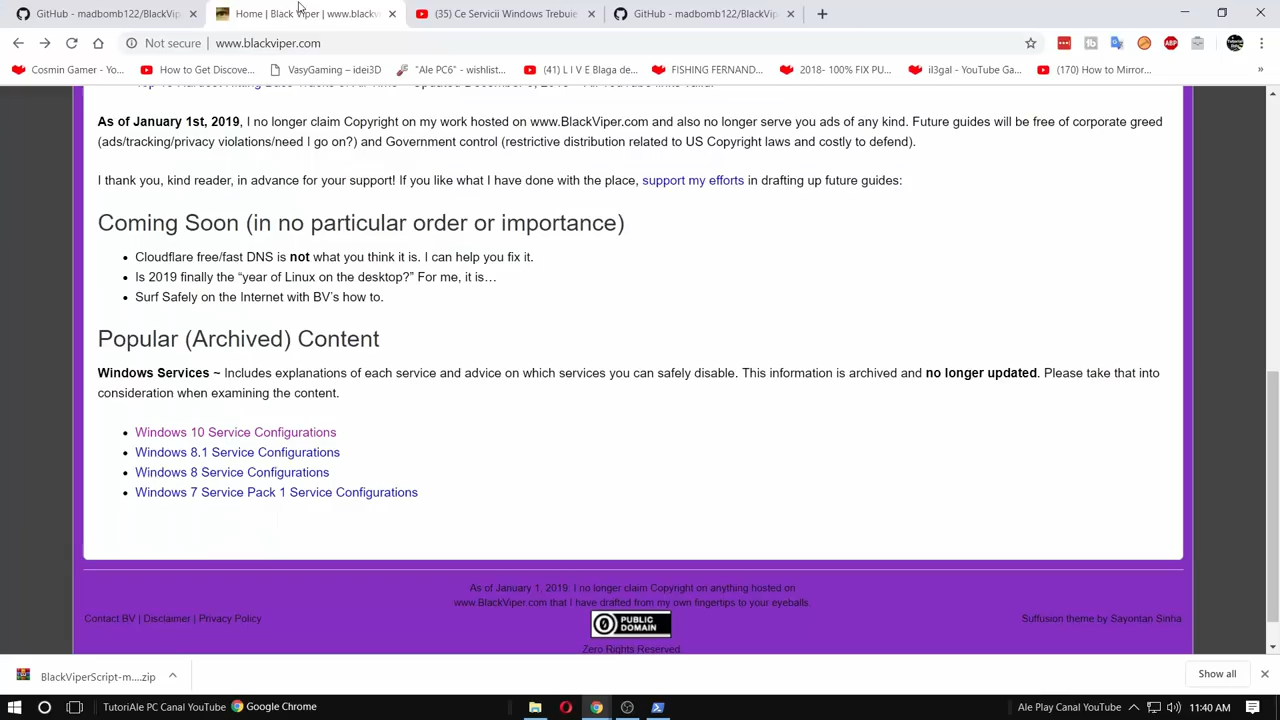 GitHub - madbomb122/BlackVip
Home | Black Viper | www.blackvi
(35) Ce Servicii Windows Trebuie
GitHub - madbomb122/BlackVip
Not secure
www.blackviper.com
Cosmin Gamer - Yo...
How to Get Discove...
VasyGaming – idei3D
"Ale PC6" - wishlist...
(41) L I V E Blaga de...
FISHING FERNAND...
2018- 100% FIX PU...
il3gal - YouTube Ga...
(170) How to Mirror...
»
As of January 1st, 2019, I no longer claim Copyright on my work hosted on www.BlackViper.com and also no longer serve you ads of any kind. Future guides will be free of corporate greed
(ads/tracking/privacy violations/need I go on?) and Government control (restrictive distribution related to US Copyright laws and costly to defend).
I thank you, kind reader, in advance for your support! If you like what I have done with the place, support my efforts in drafting up future guides:
Coming Soon (in no particular order or importance)
• Cloudflare free/fast DNS is not what you think it is. I can help you fix it.
• Is 2019 finally the “year of Linux on the desktop?” For me, it is…
• Surf Safely on the Internet with BV’s how to.
Popular (Archived) Content
Windows Services ~ Includes explanations of each service and advice on which services you can safely disable. This information is archived and no longer updated. Please take that into
consideration when examining the content.
• Windows 10 Service Configurations
• Windows 8.1 Service Configurations
• Windows 8 Service Configurations
• Windows 7 Service Pack 1 Service Configurations
As of January 1, 2019. I no longer claim Copyright on anything hosted on
www.BlackViper.com that I have drafted from my own fingertips to your eyeballs.
Contact BV | Disclaimer | Privacy Policy
PUBLIC
DOMAIN
Suffusion theme by Sayontan Sinha
Zero Rights Reserved
BlackViperScript-m....zip
Show all
TutoriAle PC Canal YouTube
Google Chrome
Ale Play Canal YouTube
11:40 AM